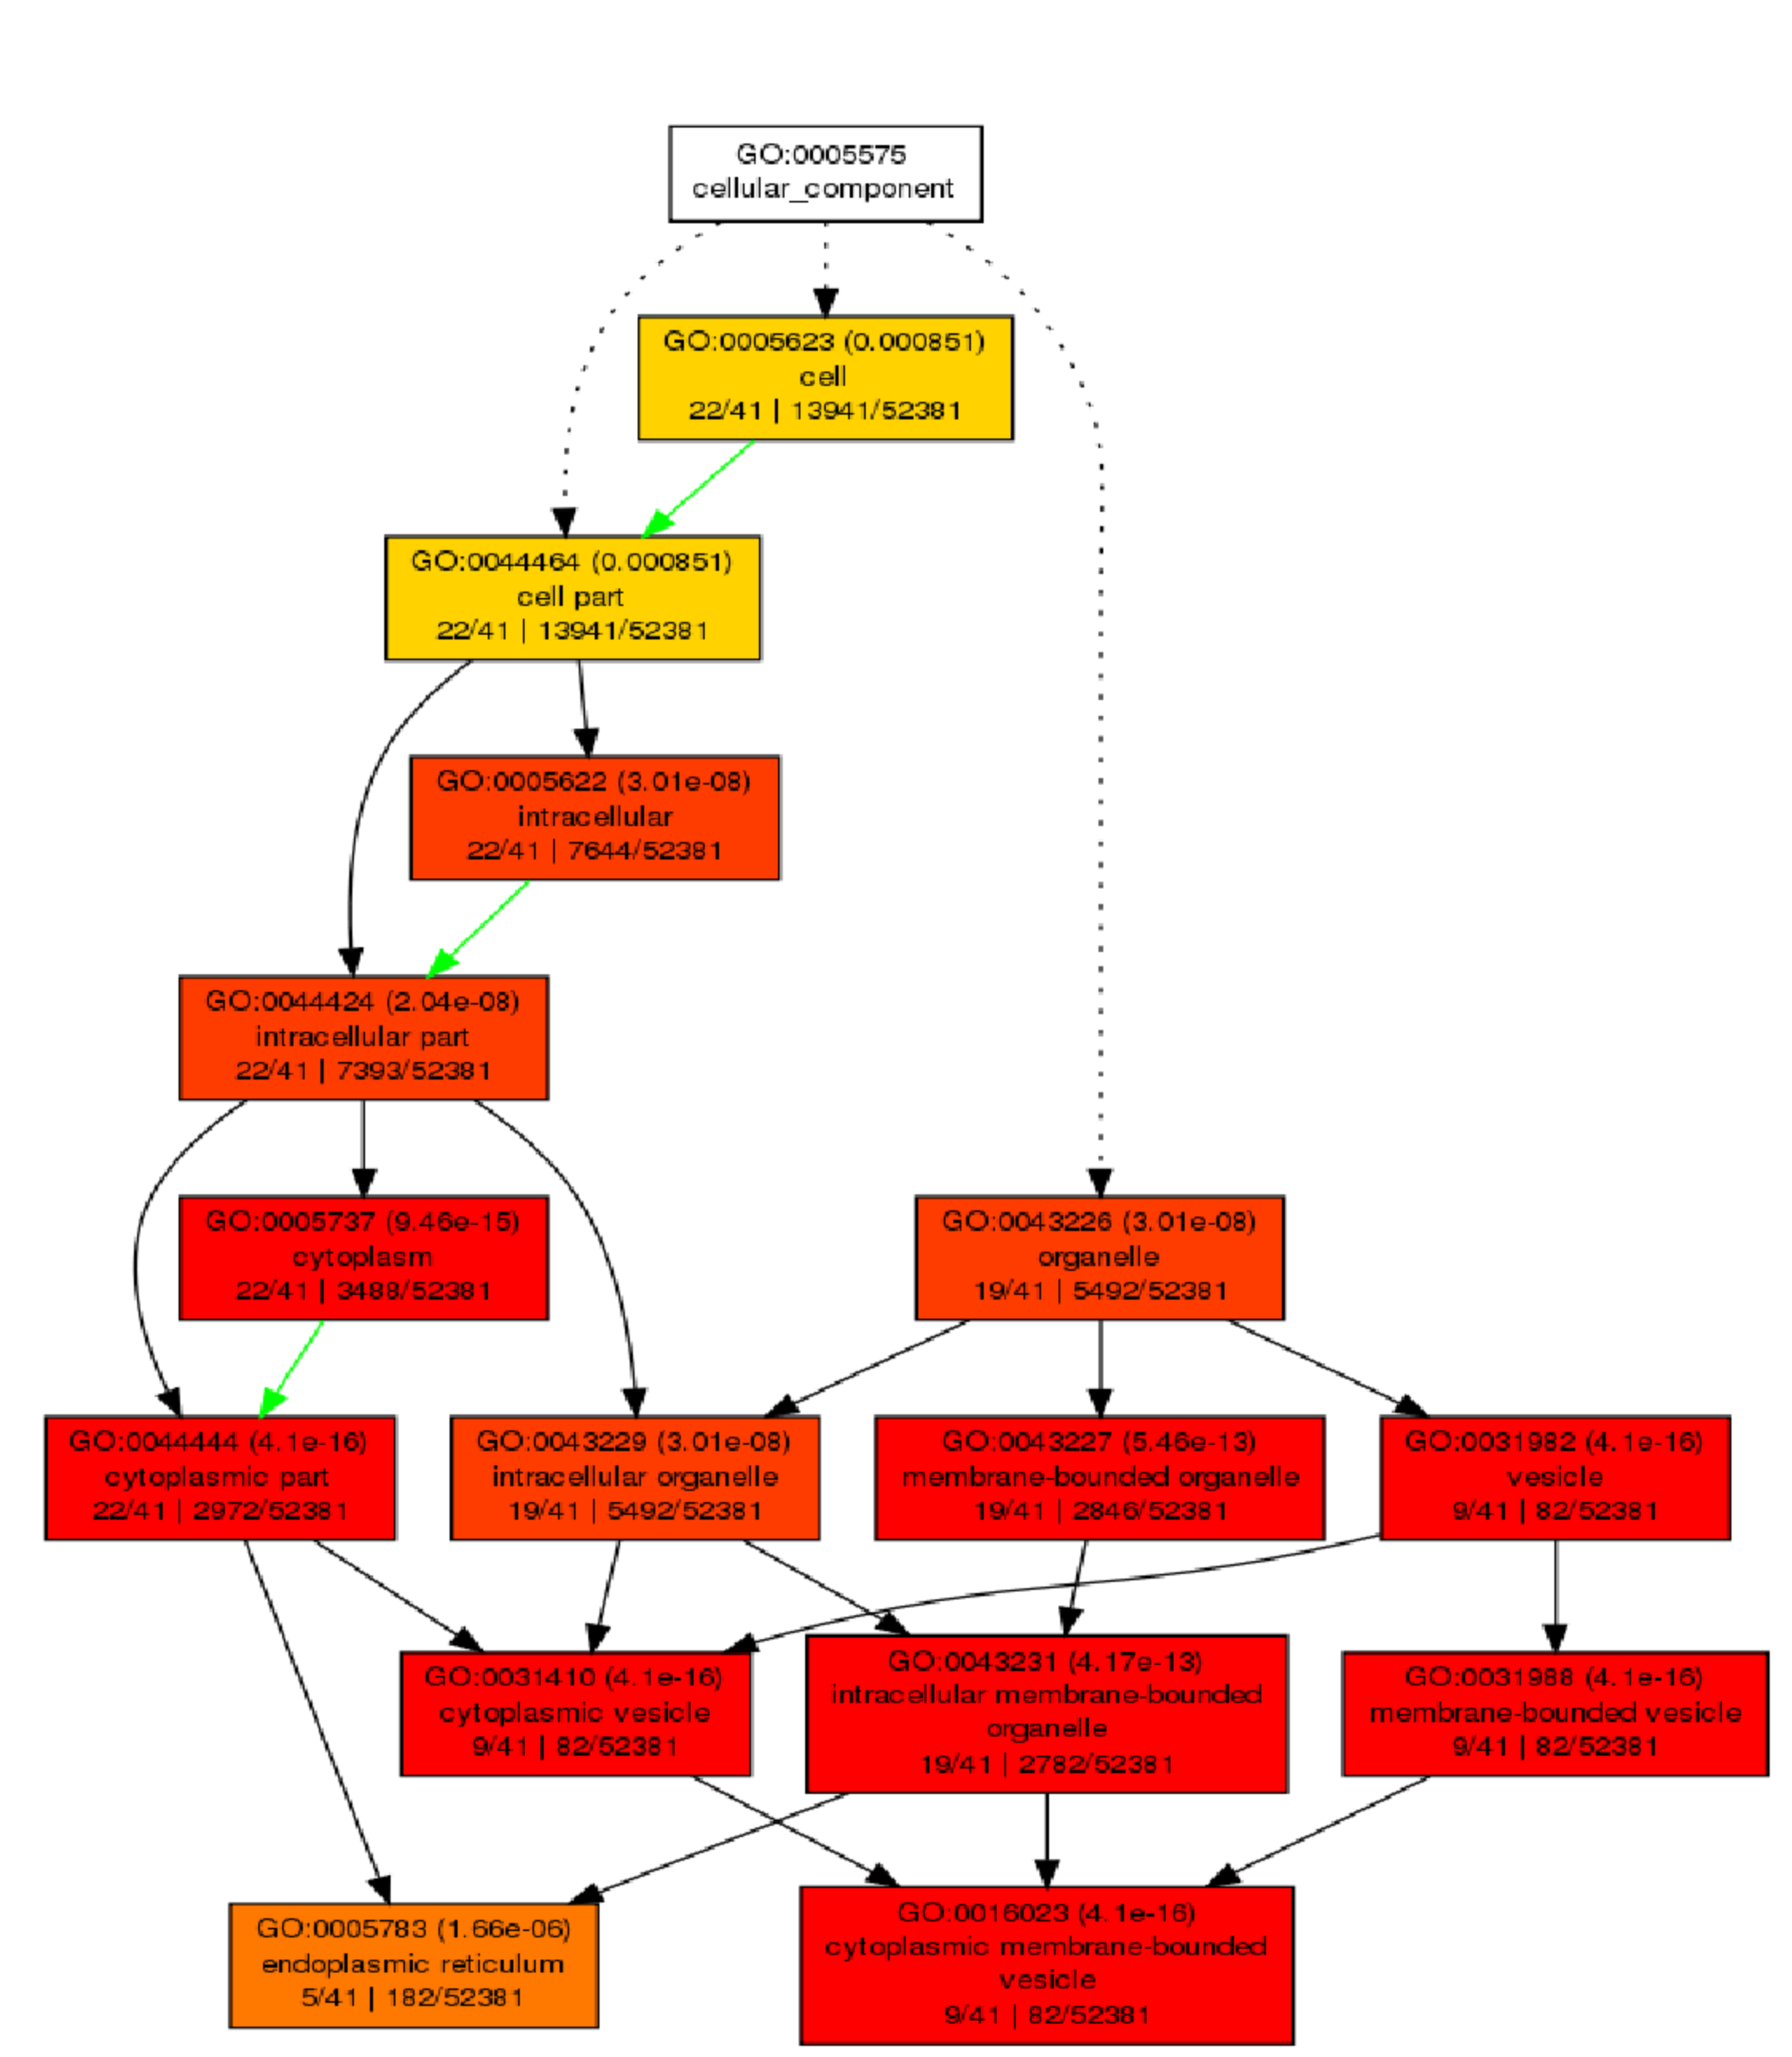 GO:0005575
cellular_component
GO:0005623 (0.000851)
cell
22/41 | 13941/52381
GO:0044464 (0.000851)
cell part
22/41 | 13941/52381
GO:0005622 (3.01e-08)
intracellular
22/41 | 7644/52381
GO:0044424 (2.04e-08)
intracellular part
22/41 | 7393/52381
GO:0005737 (9.46e-15)
cytoplasm
22/41 | 3488/52381
GO:0043226 (3.01e-08)
organelle
19/41 | 5492/52381
GO:0044444 (4.1e-16)
cytoplasmic part
22/41 | 2972/52381
GO:0043229 (3.01e-08)
intracellular organelle
19/41 | 5492/52381
GO:0043227 (5.46e-13)
membrane-bounded organelle
19/41 | 2846/52381
GO:0031982 (4.1e-16)
vesicle
9/41 | 82/52381
GO:0031410 (4.1e-16)
cytoplasmic vesicle
9/41 | 82/52381
GO:0043231 (4.17e-13)
intracellular membrane-bounded
organelle
19/41 | 2782/52381
GO:0031988 (4.1e-16)
membrane-bounded vesicle
9/41 | 82/52381
GO:0005783 (1.66e-06)
endoplasmic reticulum
5/41 | 182/52381
GO:0016023 (4.1e-16)
cytoplasmic membrane-bounded
vesicle
9/41 | 82/52381